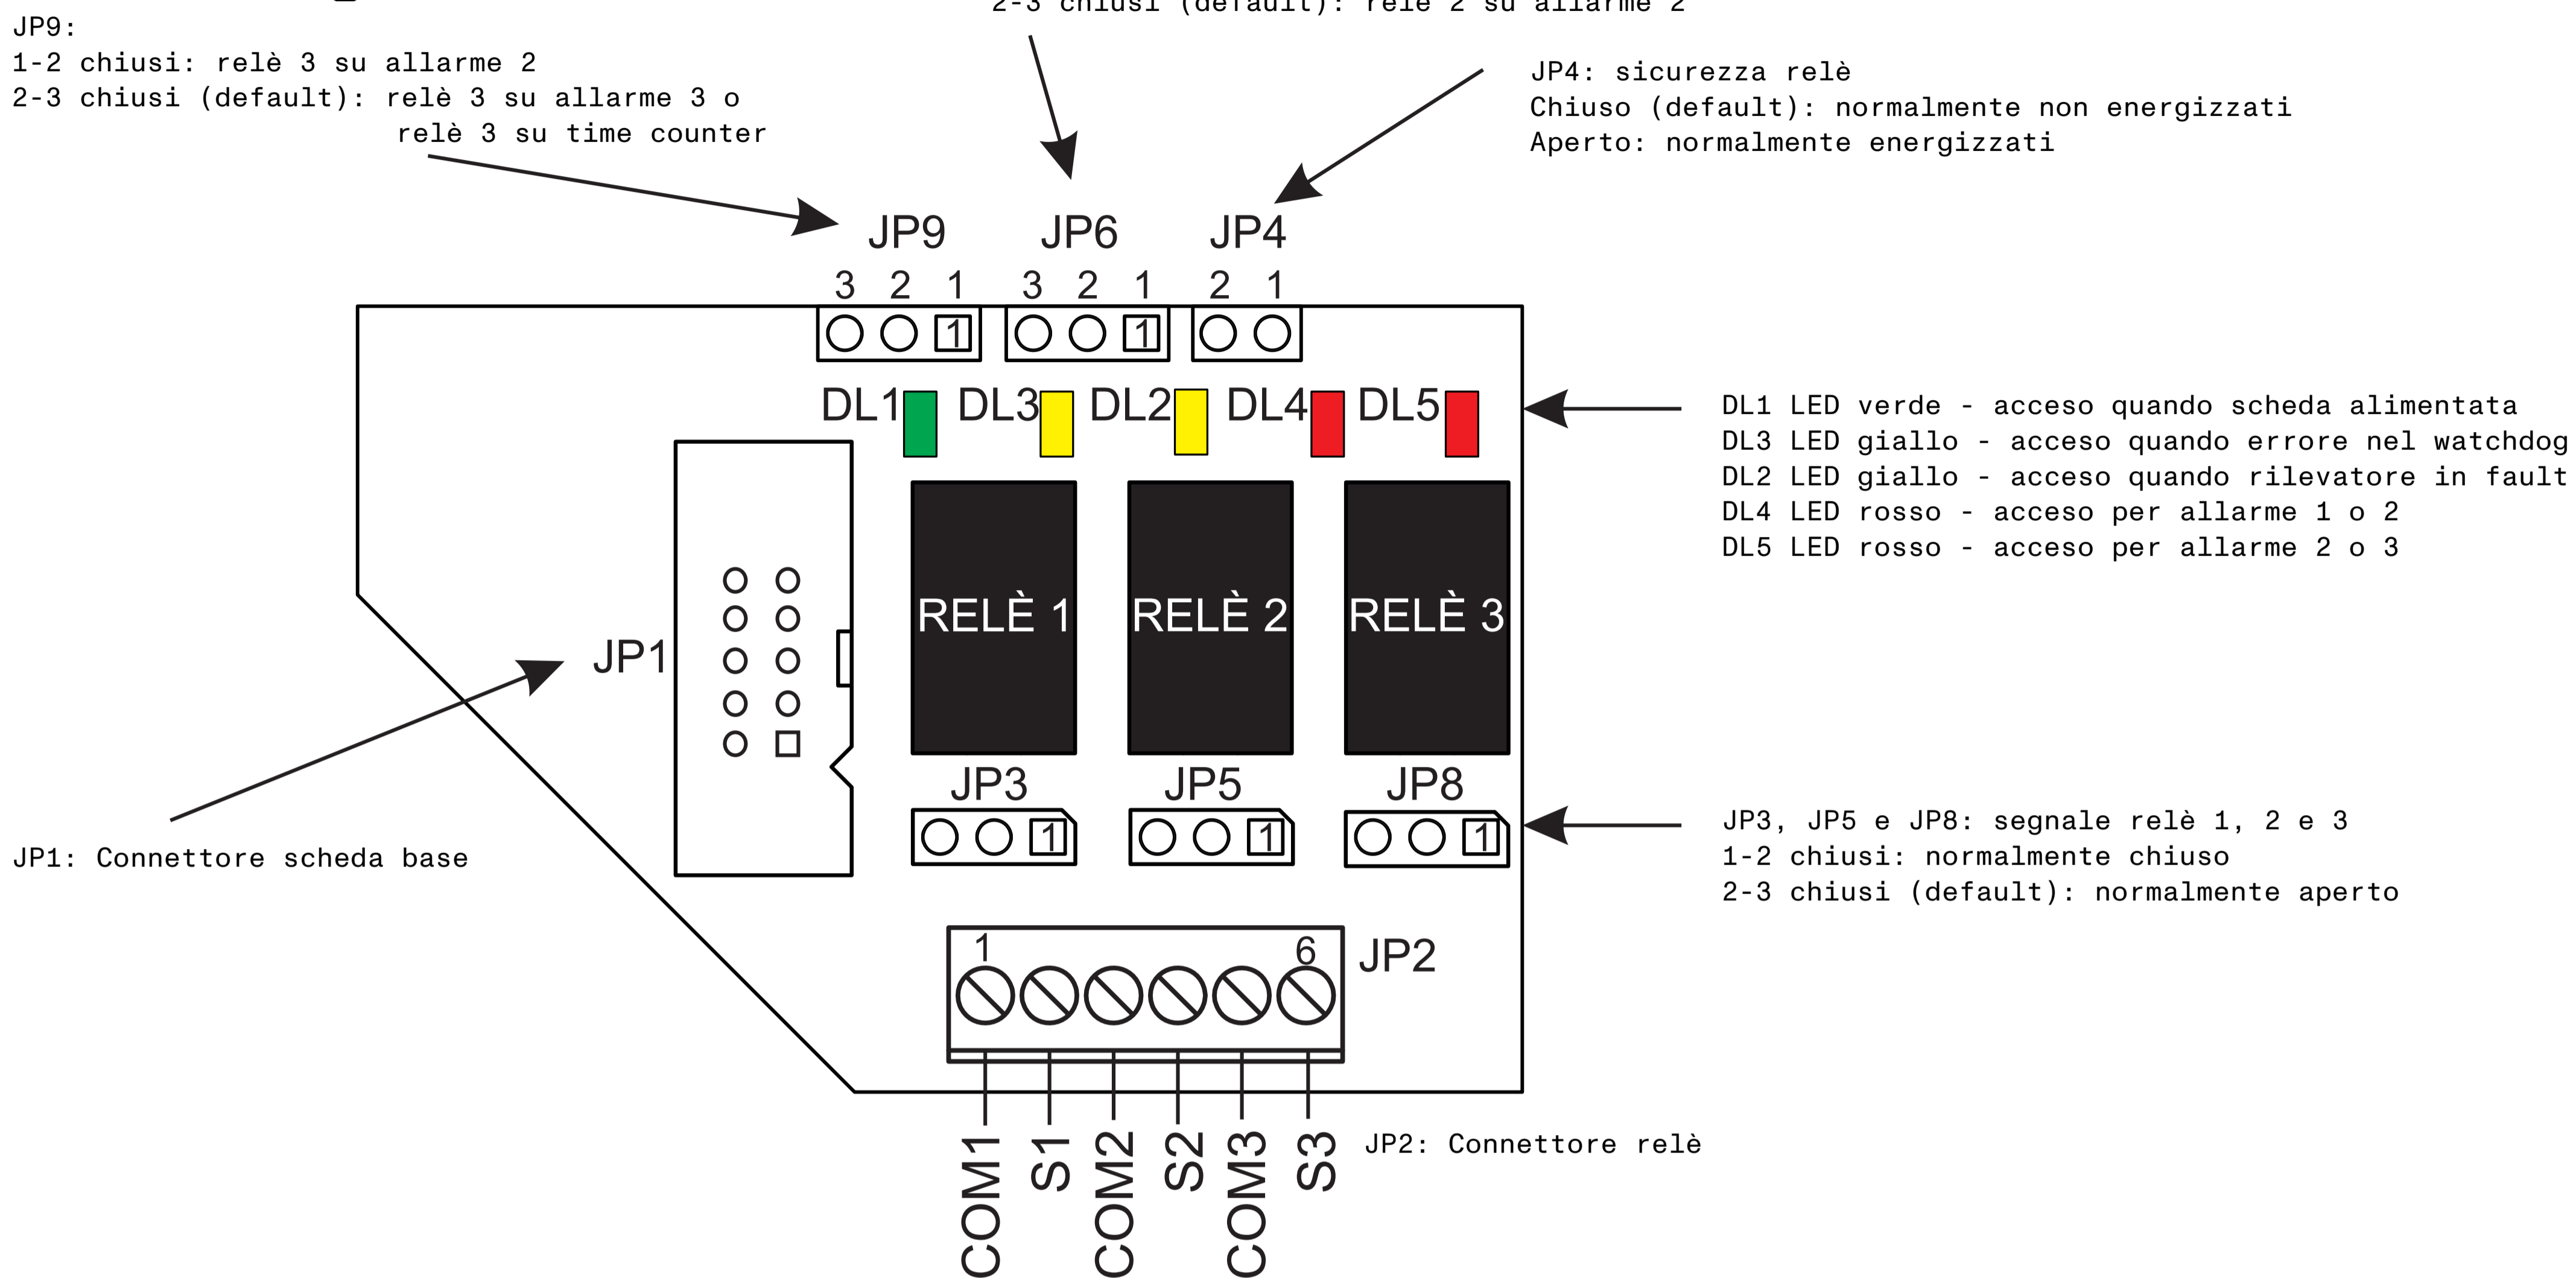 2-3 chiusi (default): relè 2 su allarme 2
JP9:
1-2 chiusi: relè 3 su allarme 2
2-3 chiusi (default): relè 3 su allarme 3 o
relè 3 su time counter
JP4: sicurezza relè
Chiuso (default): normalmente non energizzati
Aperto: normalmente energizzati
JP9 JP6 JP4
3 2 1 3 2 1 2 1
1 1
DL1 DL3 DL2 DL4 DL5
DL1 LED verde - acceso quando scheda alimentata
DL3 LED giallo - acceso quando errore nel watchdog
DL2 LED giallo - acceso quando rilevatore in fault
DL4 LED rosso - acceso per allarme 1 o 2
DL5 LED rosso - acceso per allarme 2 o 3
RELÈ 1 RELÈ 2 RELÈ 3
JP1
JP3 JP5 JP8
1 1 1
JP3, JP5 e JP8: segnale relè 1, 2 e 3
1-2 chiusi: normalmente chiuso
2-3 chiusi (default): normalmente aperto
JP1: Connettore scheda base
1 6
JP2
COM1
S1
COM2
S2
COM3
S3
JP2: Connettore relè